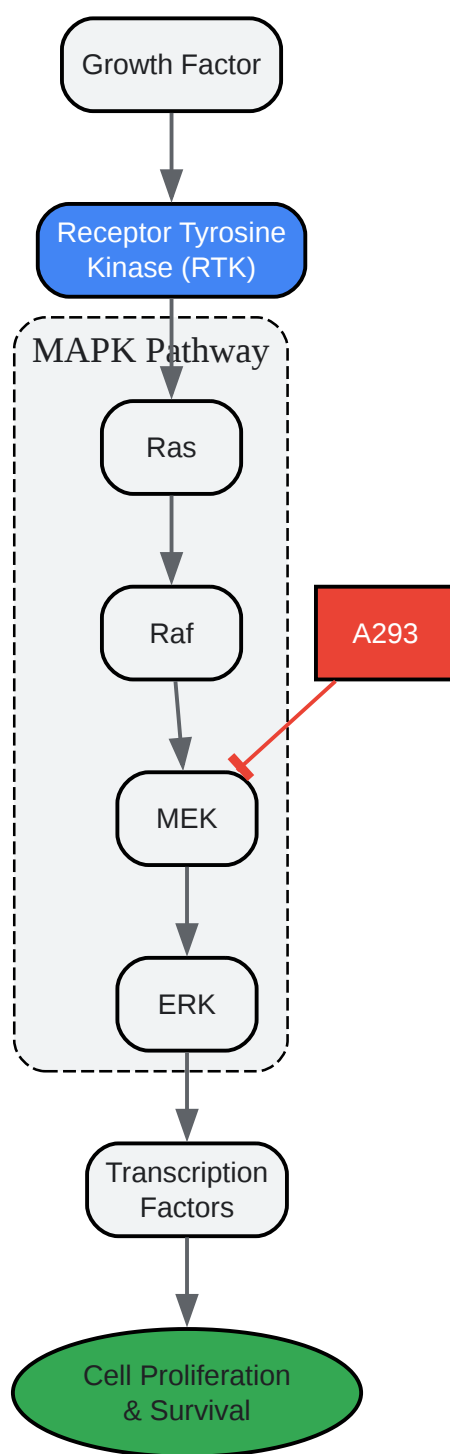 Growth Factor
Receptor Tyrosine
Kinase (RTK)
MAPK Pathway
Ras
Raf
A293
MEK
ERK
Transcription
Factors
Cell Proliferation
& Survival